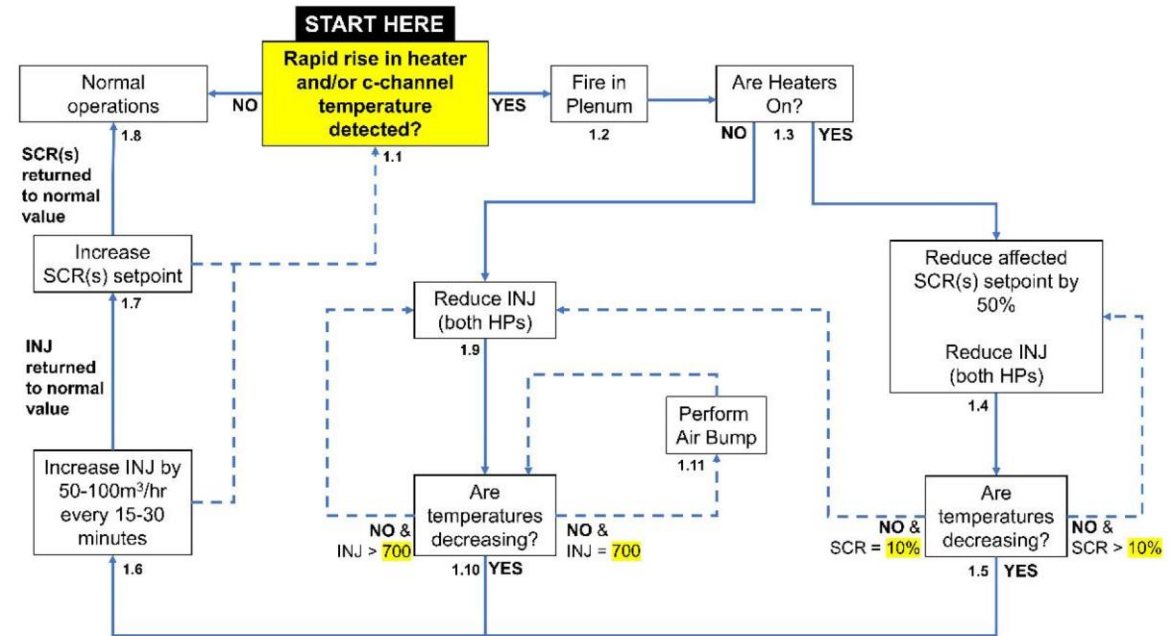 START HERE
Rapid rise in heater
and/or c-channel
temperature
detected?
1.1
NO
YES
Normal
operations
1.8
Fire in
Plenum
1.2
Are Heaters
On?
NO 1.3 YES
SCR(s)
returned
to normal
value
Increase
SCR(s) setpoint
1.7
INJ
returned
to normal
value
Increase INJ by
50-100m³/hr
every 15-30
minutes
1.6
Reduce INJ
(both HPs)
1.9
Perform
Air Bump
1.11
Are
temperatures
decreasing?
NO &
INJ > 700
NO &
INJ = 700
1.10 YES
Reduce affected
SCR(s) setpoint by
50%
Reduce INJ
(both HPs)
1.4
Are
temperatures
decreasing?
NO &
SCR = 10%
NO &
SCR > 10%
1.5 YES